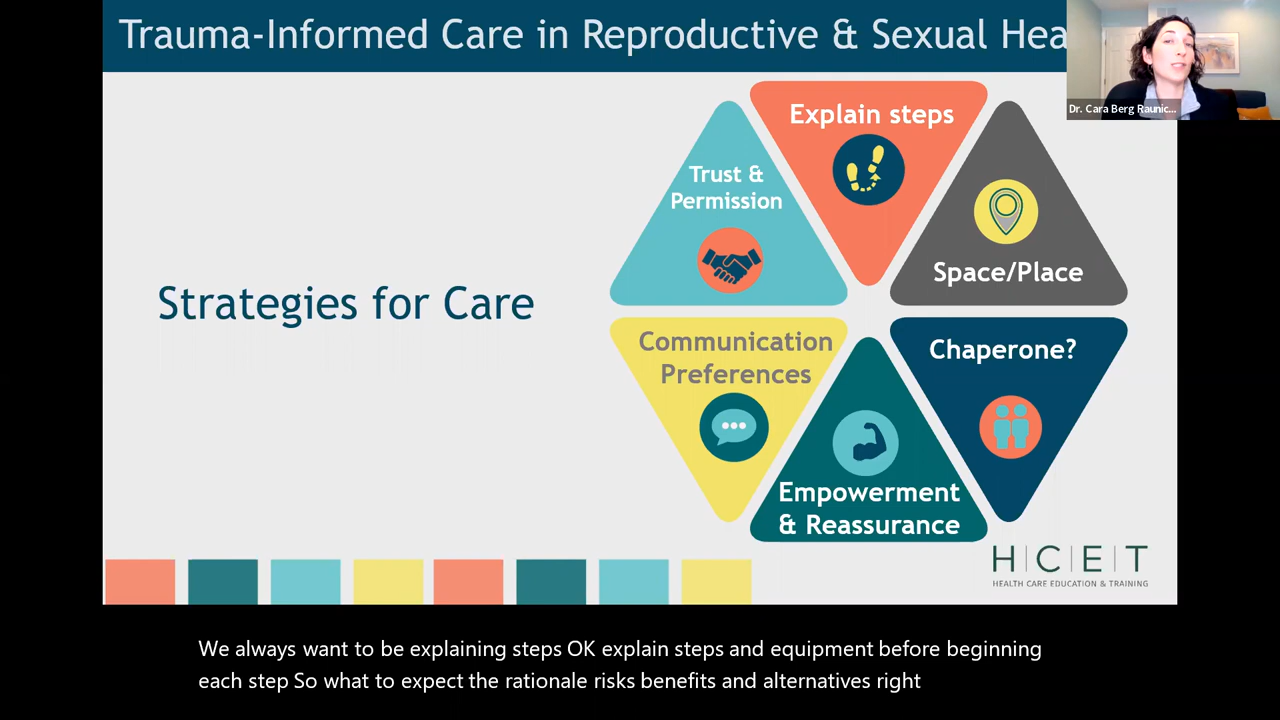 Trauma-Informed Care in Reproductive & Sexual Hea
Dr. Cara Berg Raunic...
Explain steps
Trust &
Permission
Space/Place
Strategies for Care
Communication
Preferences
Chaperone?
Empowerment
& Reassurance
H|C|E|T
HEALTH CARE EDUCATION & TRAINING
We always want to be explaining steps OK explain steps and equipment before beginning
each step So what to expect the rationale risks benefits and alternatives right